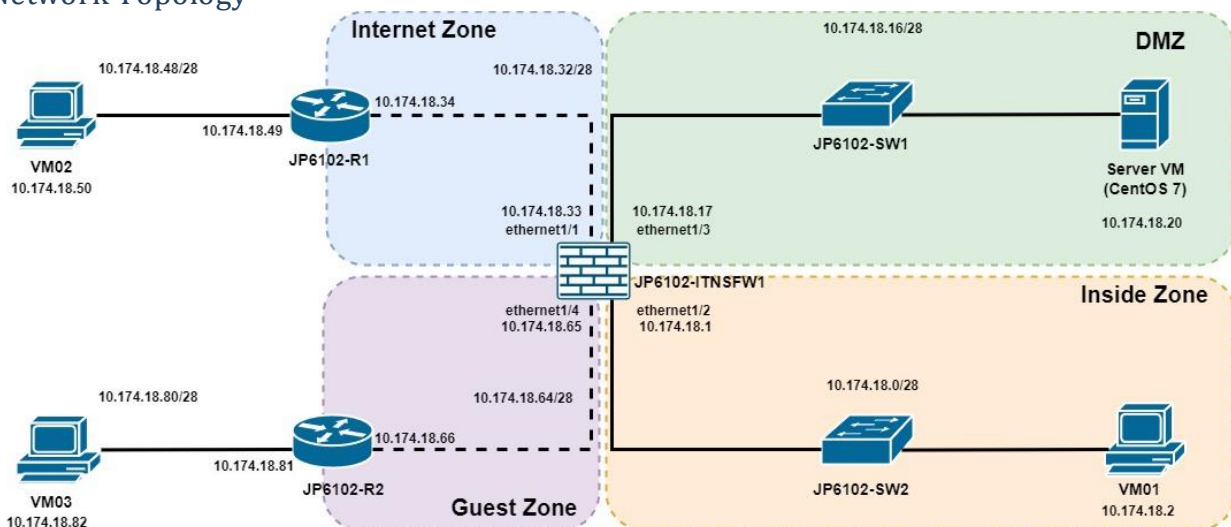 Network Topology
Internet Zone
10.174.18.48/28
10.174.18.32/28
10.174.18.34
10.174.18.49
VM02
10.174.18.50
JP6102-R1
10.174.18.33
ethernet1/1
10.174.18.16/28
DMZ
JP6102-SW1
Server VM
(CentOS 7)
10.174.18.20
10.174.18.17
ethernet1/3
JP6102-ITNSFW1
ethernet1/4
10.174.18.65
10.174.18.80/28
10.174.18.64/28
10.174.18.66
10.174.18.81
VM03
10.174.18.82
JP6102-R2
Guest Zone
ethernet1/2
10.174.18.1
Inside Zone
10.174.18.0/28
JP6102-SW2
VM01
10.174.18.2